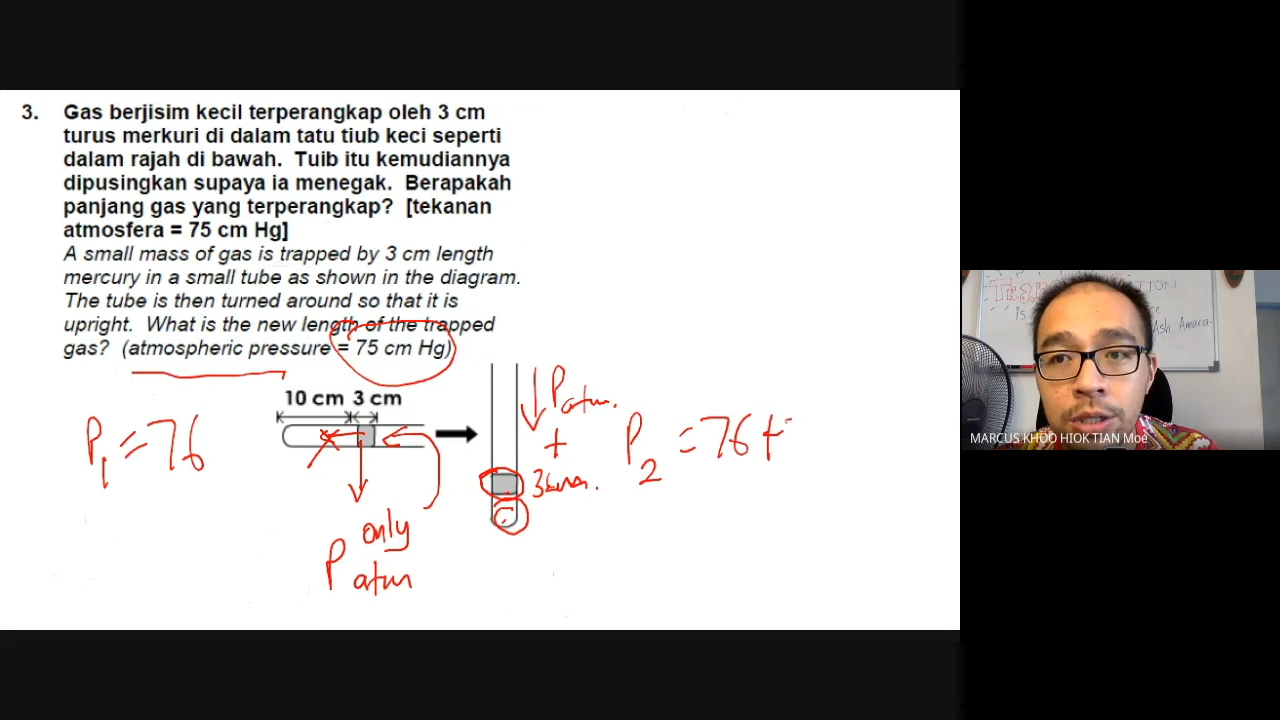 3. Gas berjisim kecil terperangkap oleh 3 cm
turus merkuri di dalam tatu tiub keci seperti
dalam rajah di bawah. Tuib itu kemudiannya
dipusingkan supaya ia menegak. Berapakah
panjang gas yang terperangkap? [tekanan
atmosfera = 75 cm Hg]
A small mass of gas is trapped by 3 cm length
mercury in a small tube as shown in the diagram.
The tube is then turned around so that it is
upright. What is the new length of the trapped
gas? (atmospheric pressure = 75 cm Hg)
10 cm 3 cm
P1 = 76
only
P atm
P atm.
+
3cm.
P2 = 76 +
MARCUS KHOO HIOK TIAN Moe
is
Ash Amara-